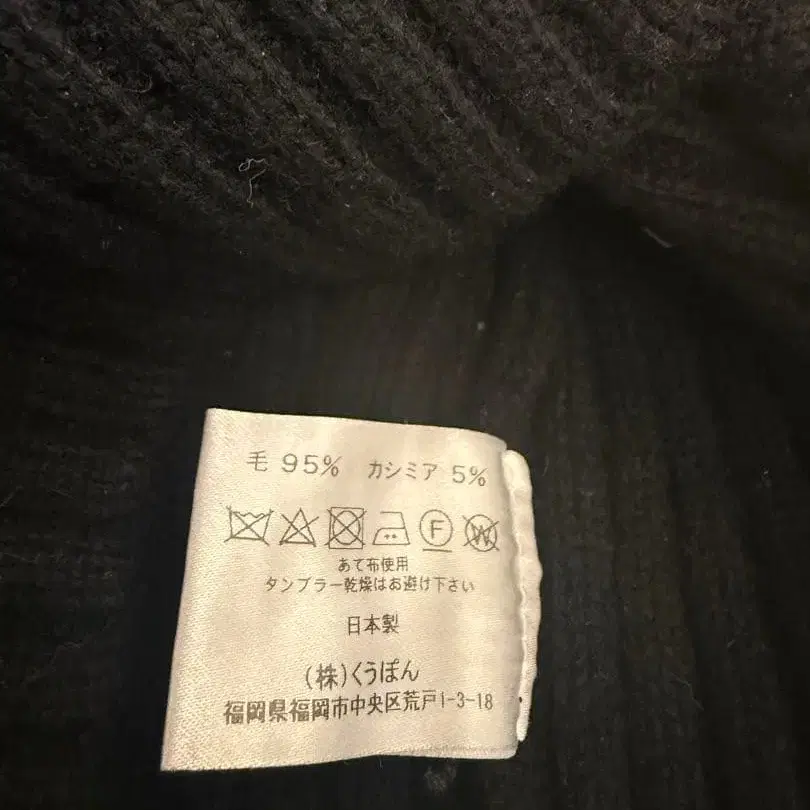 毛 95% カシミア 5%
F W
あて布使用
タンブラー乾燥はお避け下さい
日本製
(株)くうぽん
福岡県福岡市中央区荒戸1-3-18